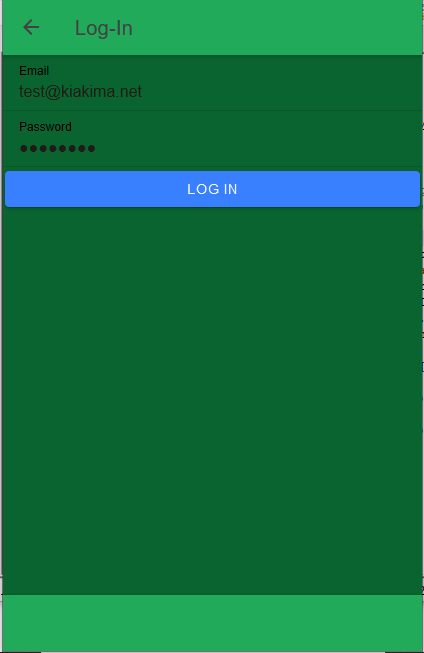 Log-In
Email
test@kiakima.net
Password
●●●●●●●●
LOG IN